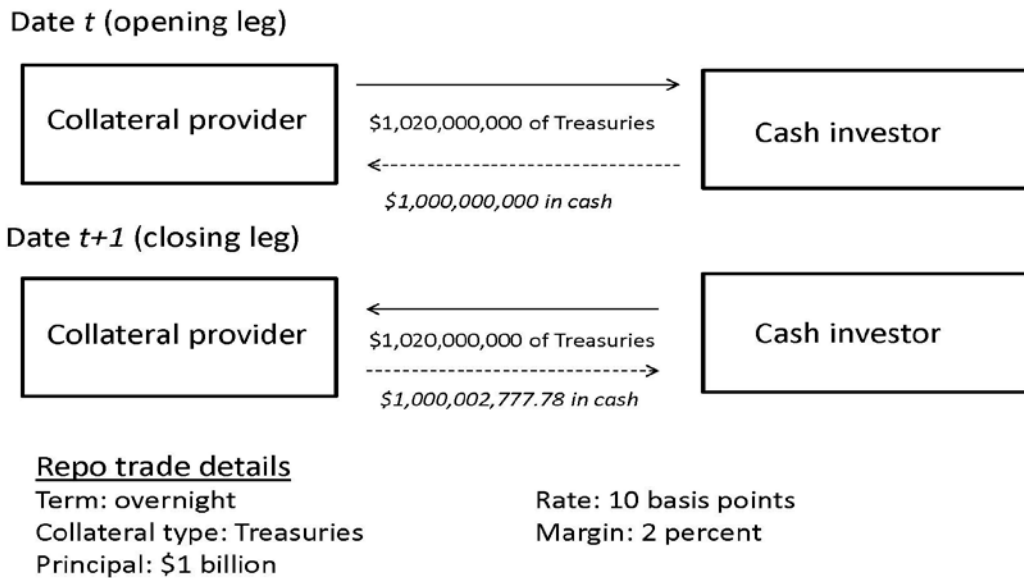 Date t (opening leg)
Collateral provider
$1,020,000,000 of Treasuries
Cash investor
$1,000,000,000 in cash
Date t+1 (closing leg)
Collateral provider
$1,020,000,000 of Treasuries
Cash investor
$1,000,002,777.78 in cash
Repo trade details
Term: overnight
Collateral type: Treasuries
Principal: $1 billion
Rate: 10 basis points
Margin: 2 percent